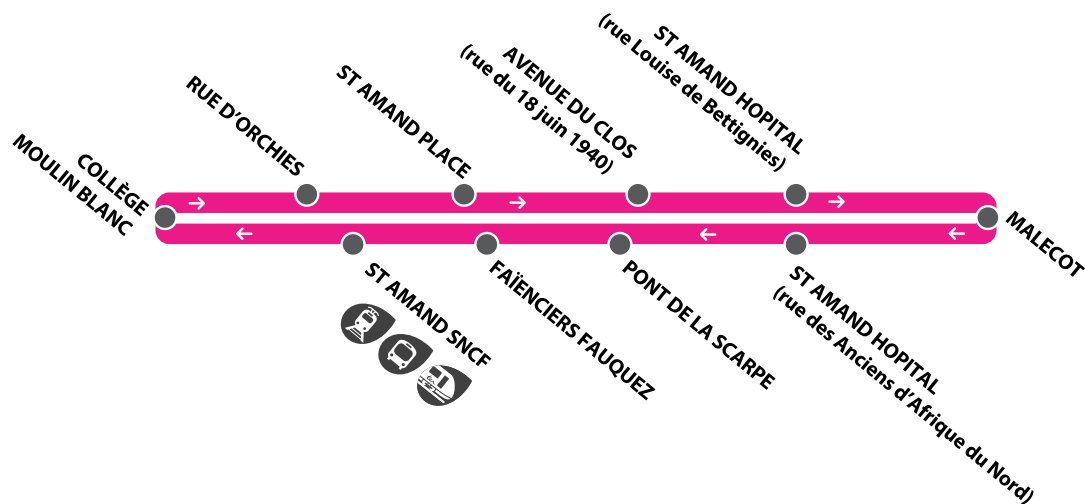 COLLÈGE
MOULIN BLANC
RUE D'ORCHIES
ST AMAND PLACE
AVENUE DU CLOS
(rue du 18 juin 1940)
ST AMAND HOPITAL
(rue Louise de Bettignies)
MALECOT
ST AMAND SNCF
FAÏENCIERS FAUQUEZ
PONT DE LA SCARPE
ST AMAND HOPITAL
(rue des Anciens d'Afrique du Nord)